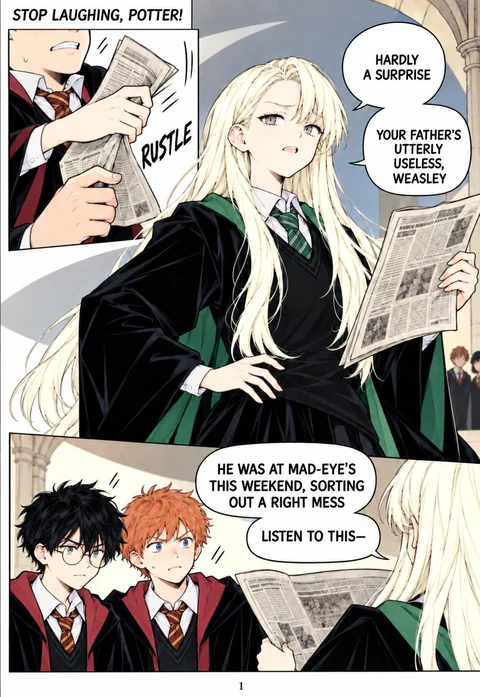 STOP LAUGHING, POTTER!
RUSTLE
HARDLY
A SURPRISE
YOUR FATHER'S
UTTERLY
USELESS,
WEASLEY
HE WAS AT MAD-EYE'S
THIS WEEKEND, SORTING
OUT A RIGHT MESS
LISTEN TO THIS—
1